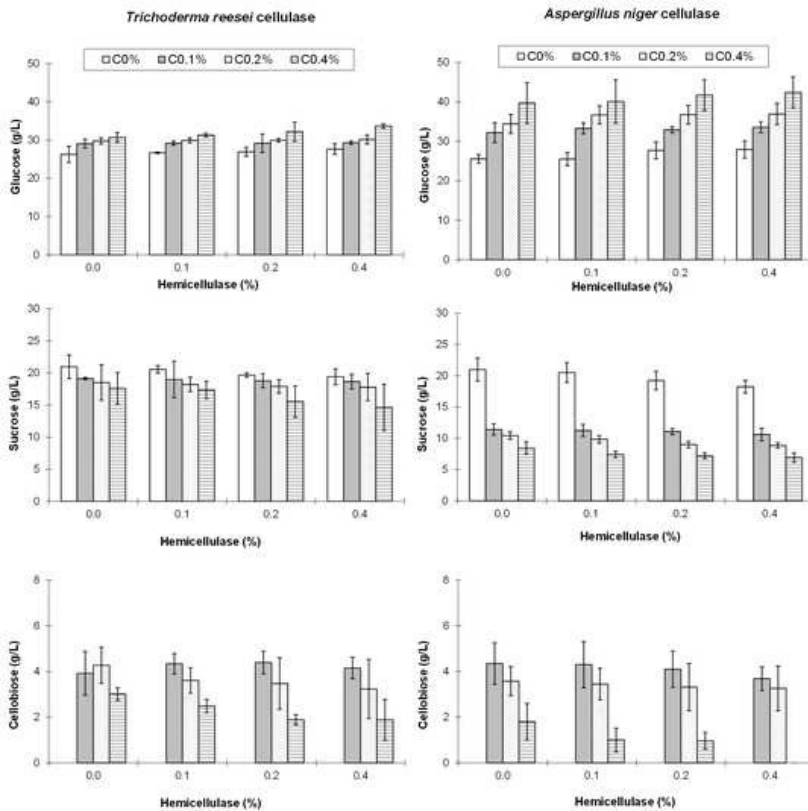 Trichoderma reesei cellulase
C0% C0.1% C0.2% C0.4%
Glucose (g/L)
60
50
40
30
20
10
0
0.0 0.1 0.2 0.4
Hemicellulase (%)
Aspergillus niger cellulase
C0% C0.1% C0.2% C0.4%
Glucose (g/L)
60
50
40
30
20
10
0
0.0 0.1 0.2 0.4
Hemicellulase (%)
Sucrose (g/L)
30
25
20
15
10
5
0
0.0 0.1 0.2 0.4
Hemicellulase (%)
Sucrose (g/L)
30
25
20
15
10
5
0
0.0 0.1 0.2 0.4
Hemicellulase (%)
Cellobiose (g/L)
8
6
4
2
0
0.0 0.1 0.2 0.4
Hemicellulase (%)
Cellobiose (g/L)
8
6
4
2
0
0.0 0.1 0.2 0.4
Hemicellulase (%)